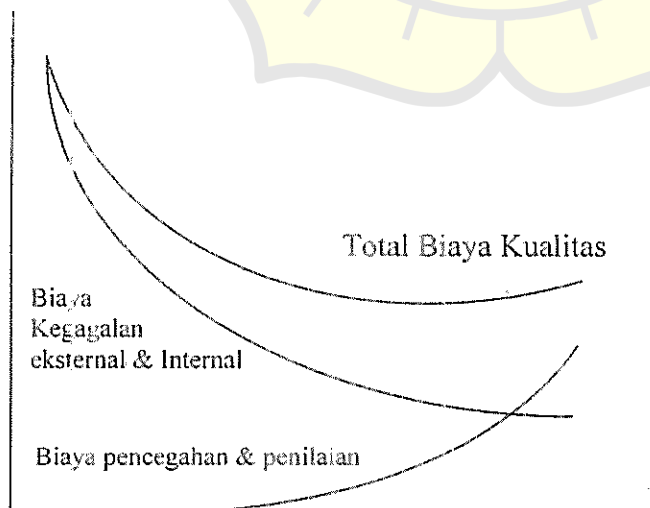 Total Biaya Kualitas
Biaya
Kegagalan
eksternal & Internal
Biaya pencegahan & penilaian